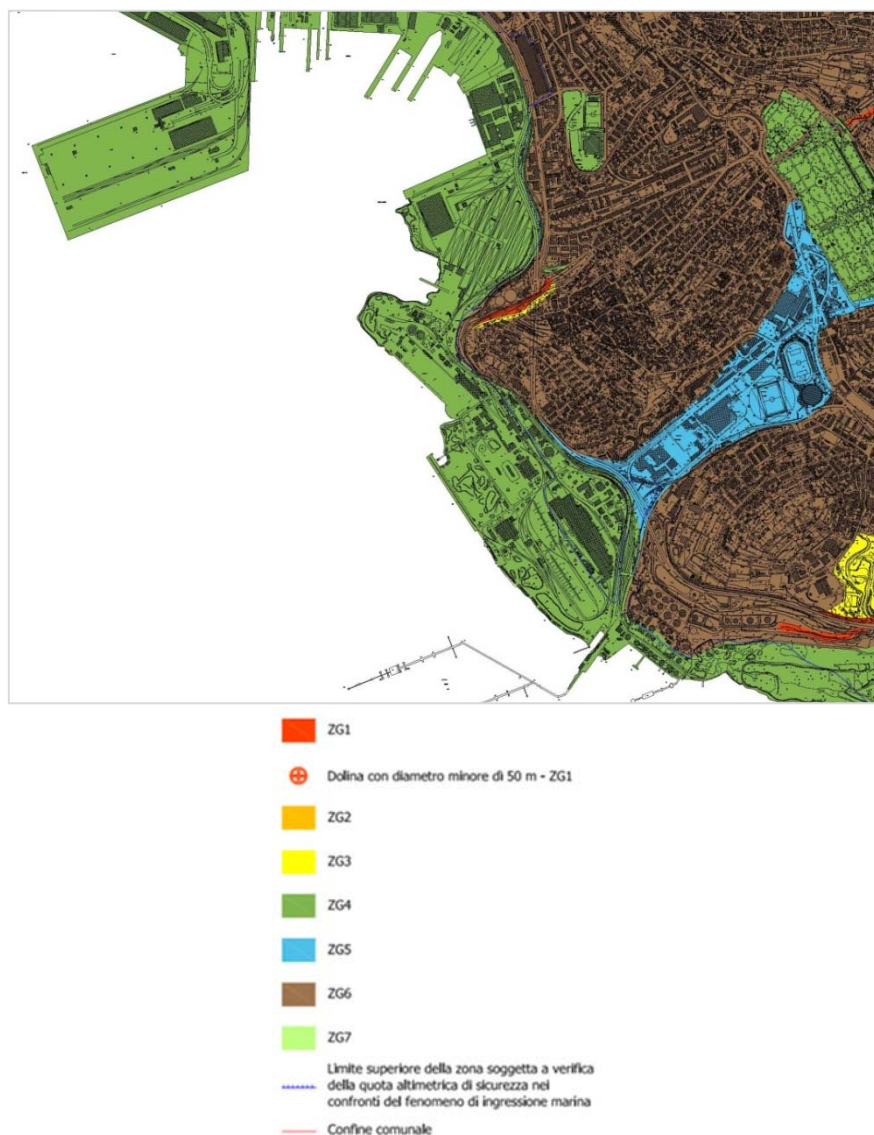 ZG1
Dolina con diametro minore di 50 m - ZG1
ZG2
ZG3
ZG4
ZG5
ZG6
ZG7
Limite superiore della zona soggetta a verifica
della quota altimetrica di sicurezza nei
confronti del fenomeno di ingressione marina
Confine comunale